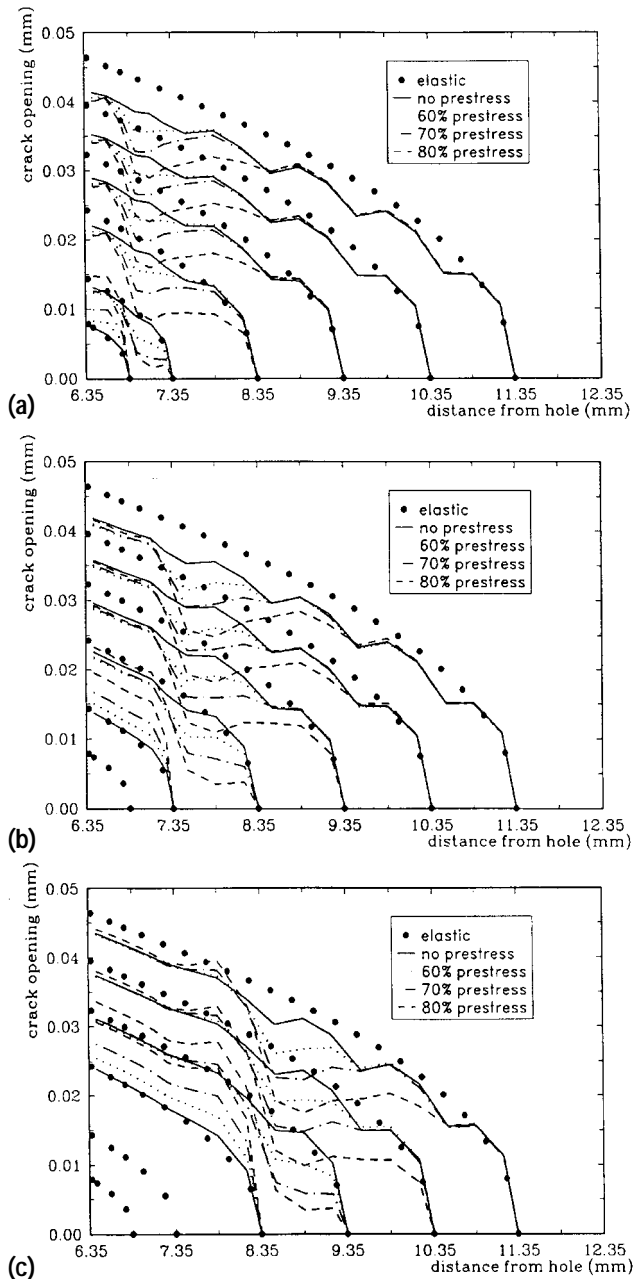 0.05
0.04
0.03
0.02
0.01
0.00
crack opening (mm)
elastic
no prestress
60% prestress
70% prestress
80% prestress
6.35 7.35 8.35 9.35 10.35 11.35 12.35
distance from hole (mm)
(a)
0.05
0.04
0.03
0.02
0.01
0.00
crack opening (mm)
elastic
no prestress
60% prestress
70% prestress
80% prestress
6.35 7.35 8.35 9.35 10.35 11.35 12.35
distance from hole (mm)
(b)
0.05
0.04
0.03
0.02
0.01
0.00
crack opening (mm)
elastic
no prestress
60% prestress
70% prestress
80% prestress
6.35 7.35 8.35 9.35 10.35 11.35 12.35
distance from hole (mm)
(c)